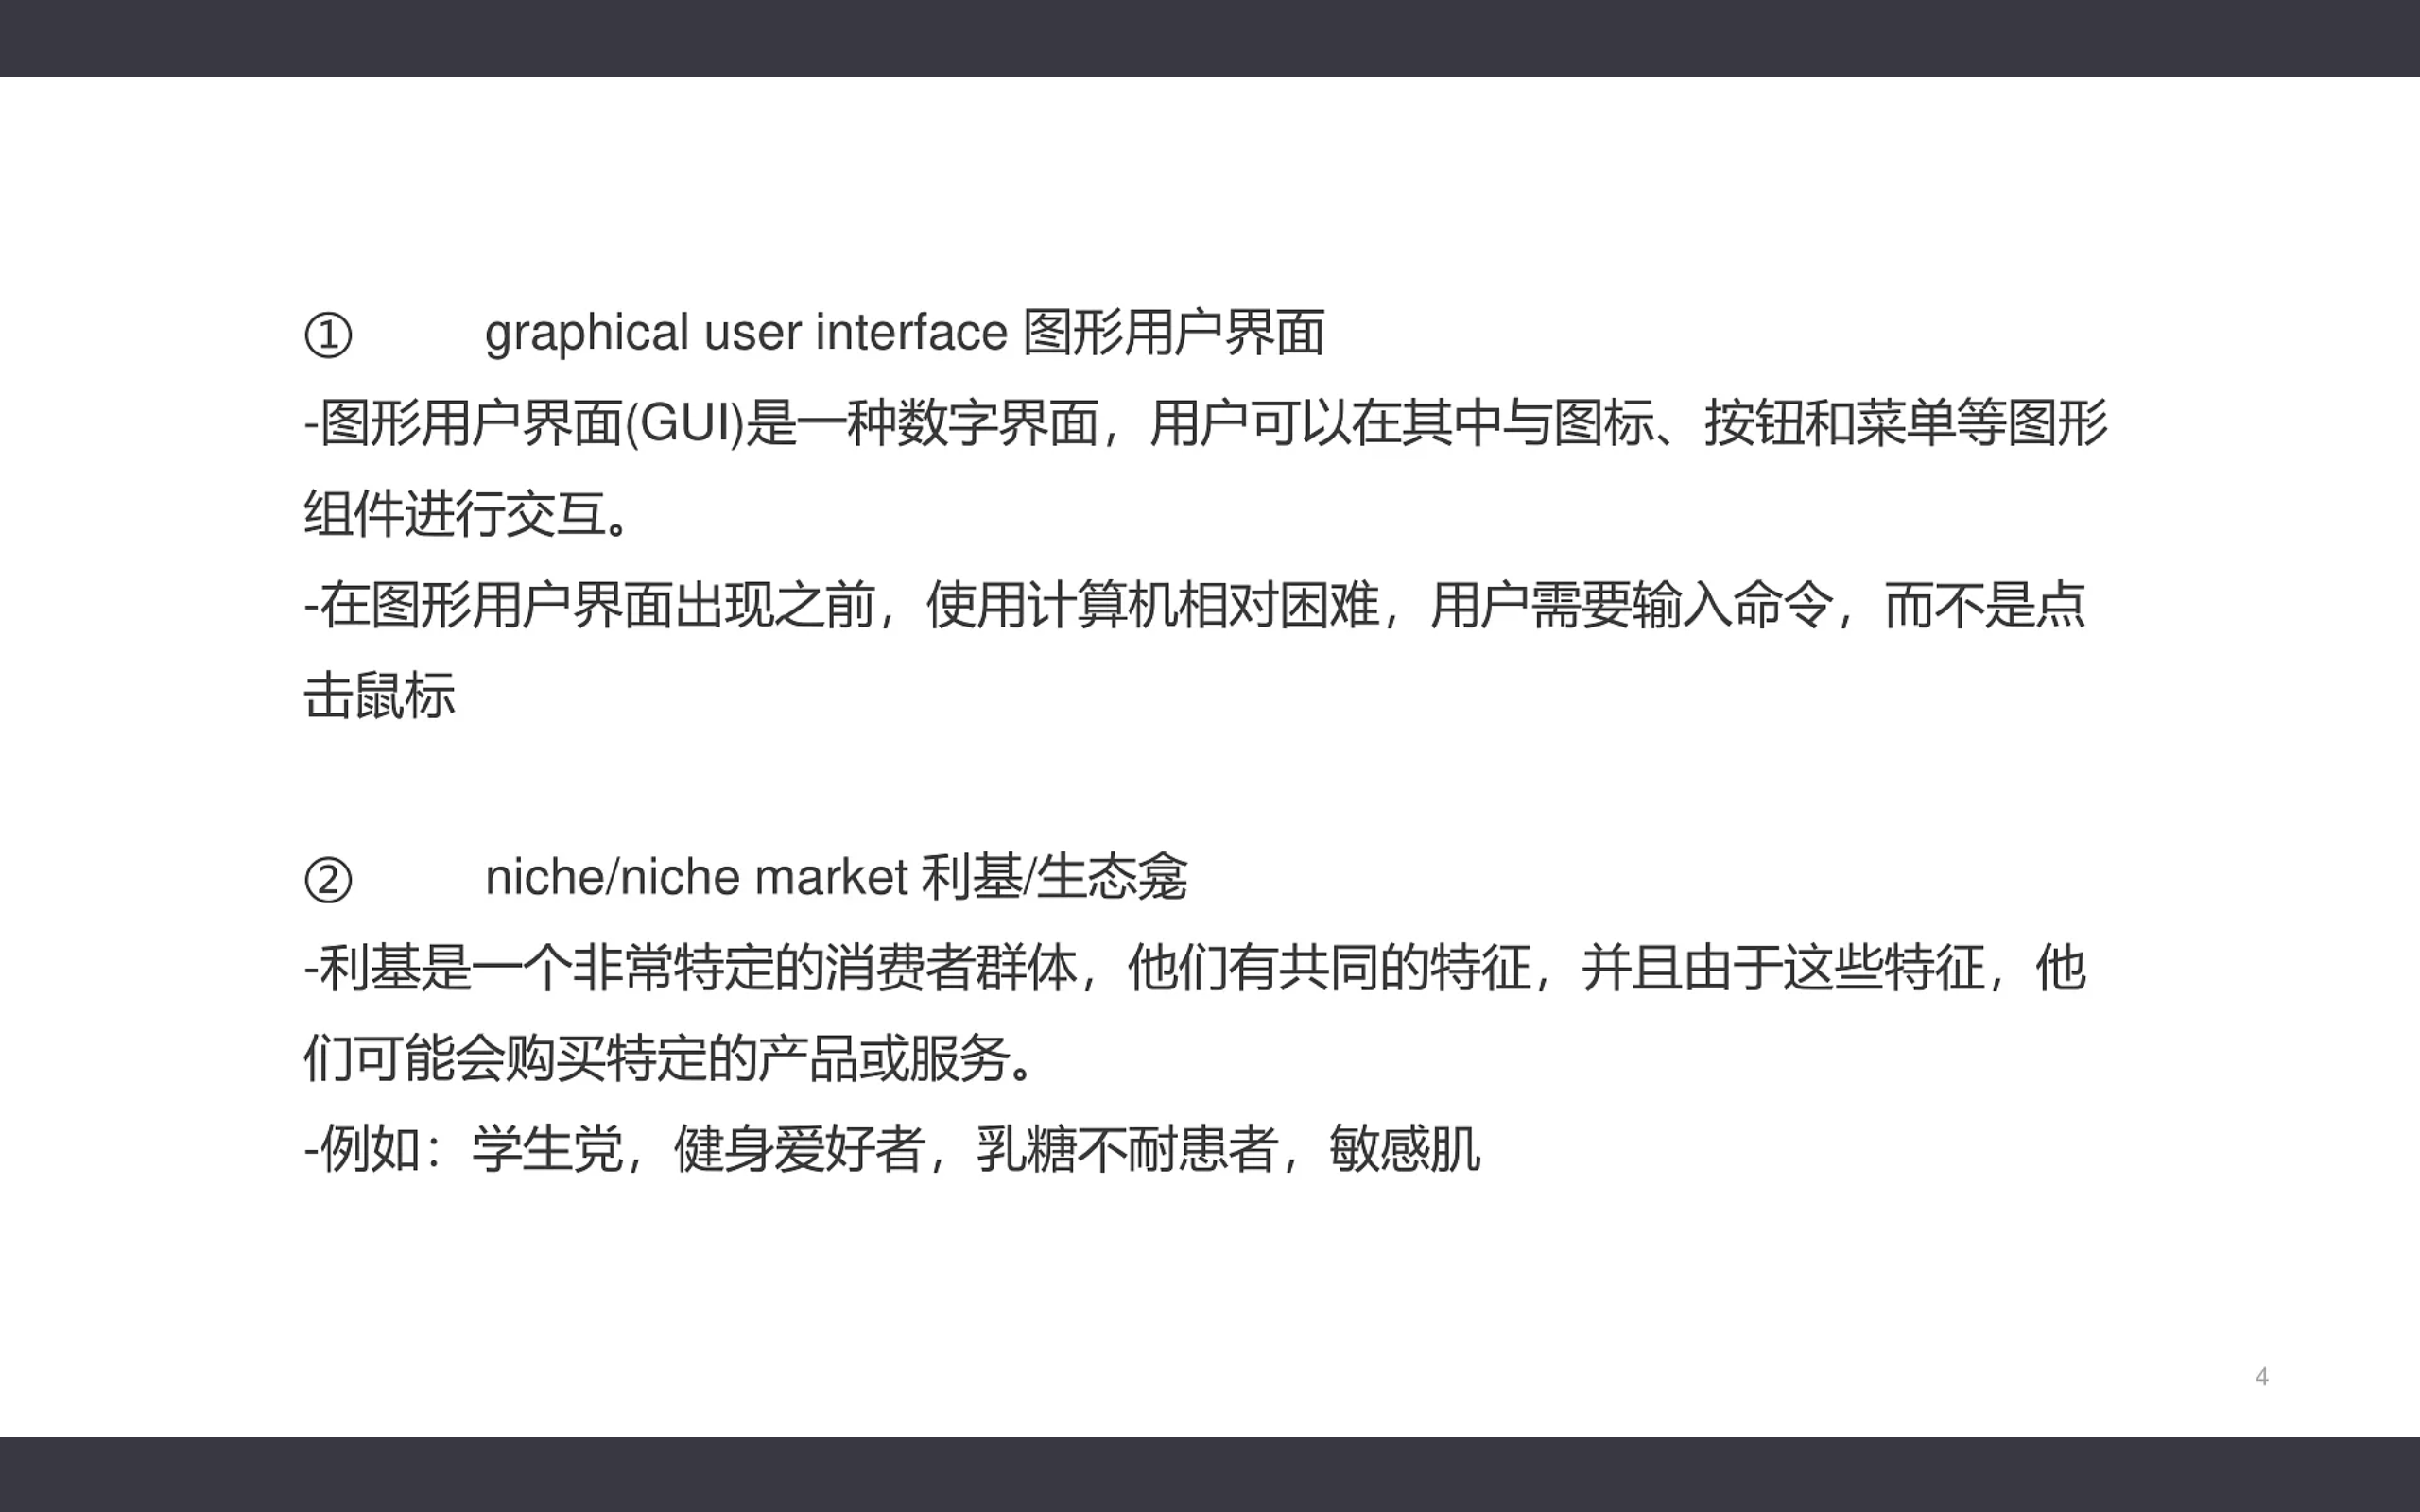 ① graphical user interface 图形用户界面
-图形用户界面(GUI)是一种数字界面，用户可以在其中与图标、按钮和菜单等图形
组件进行交互。
-在图形用户界面出现之前，使用计算机相对困难，用户需要输入命令，而不是点
击鼠标
② niche/niche market 利基/生态龛
-利基是一个非常特定的消费者群体，他们有共同的特征，并且由于这些特征，他
们可能会购买特定的产品或服务。
-例如：学生党，健身爱好者，乳糖不耐患者，敏感肌
4